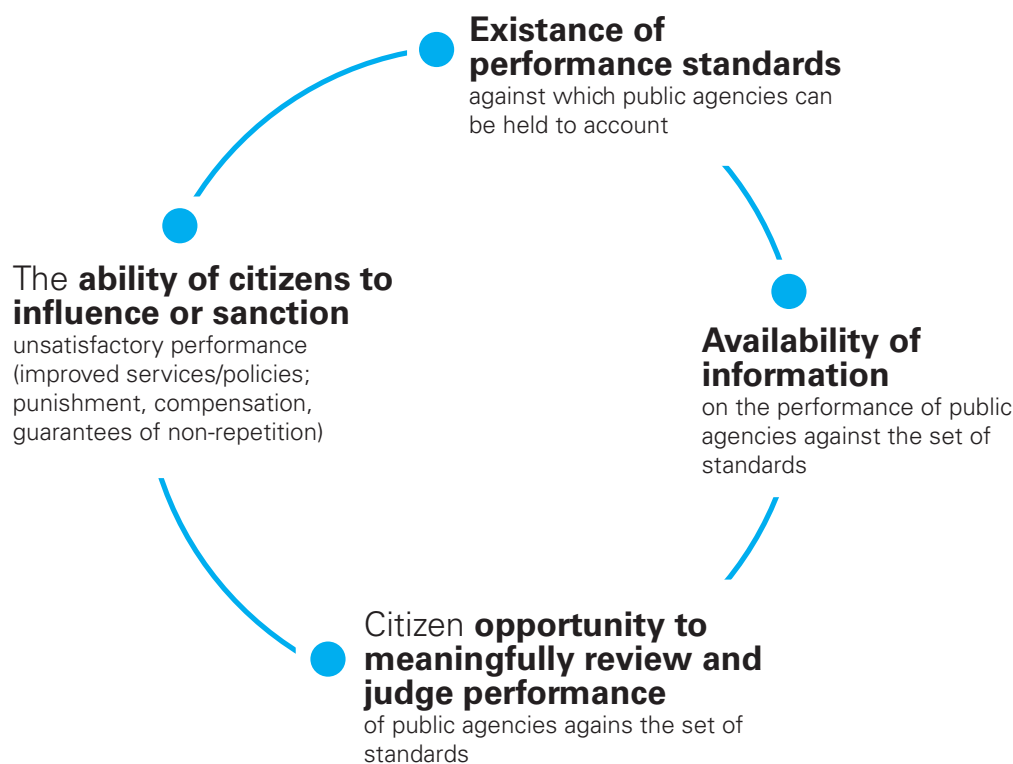 Existance of
performance standards
against which public agencies can
be held to account
Availability of
information
on the performance of public
agencies against the set of
standards
Citizen opportunity to
meaningfully review and
judge performance
of public agencies agains the set of
standards
The ability of citizens to
influence or sanction
unsatisfactory performance
(improved services/policies;
punishment, compensation,
guarantees of non-repetition)